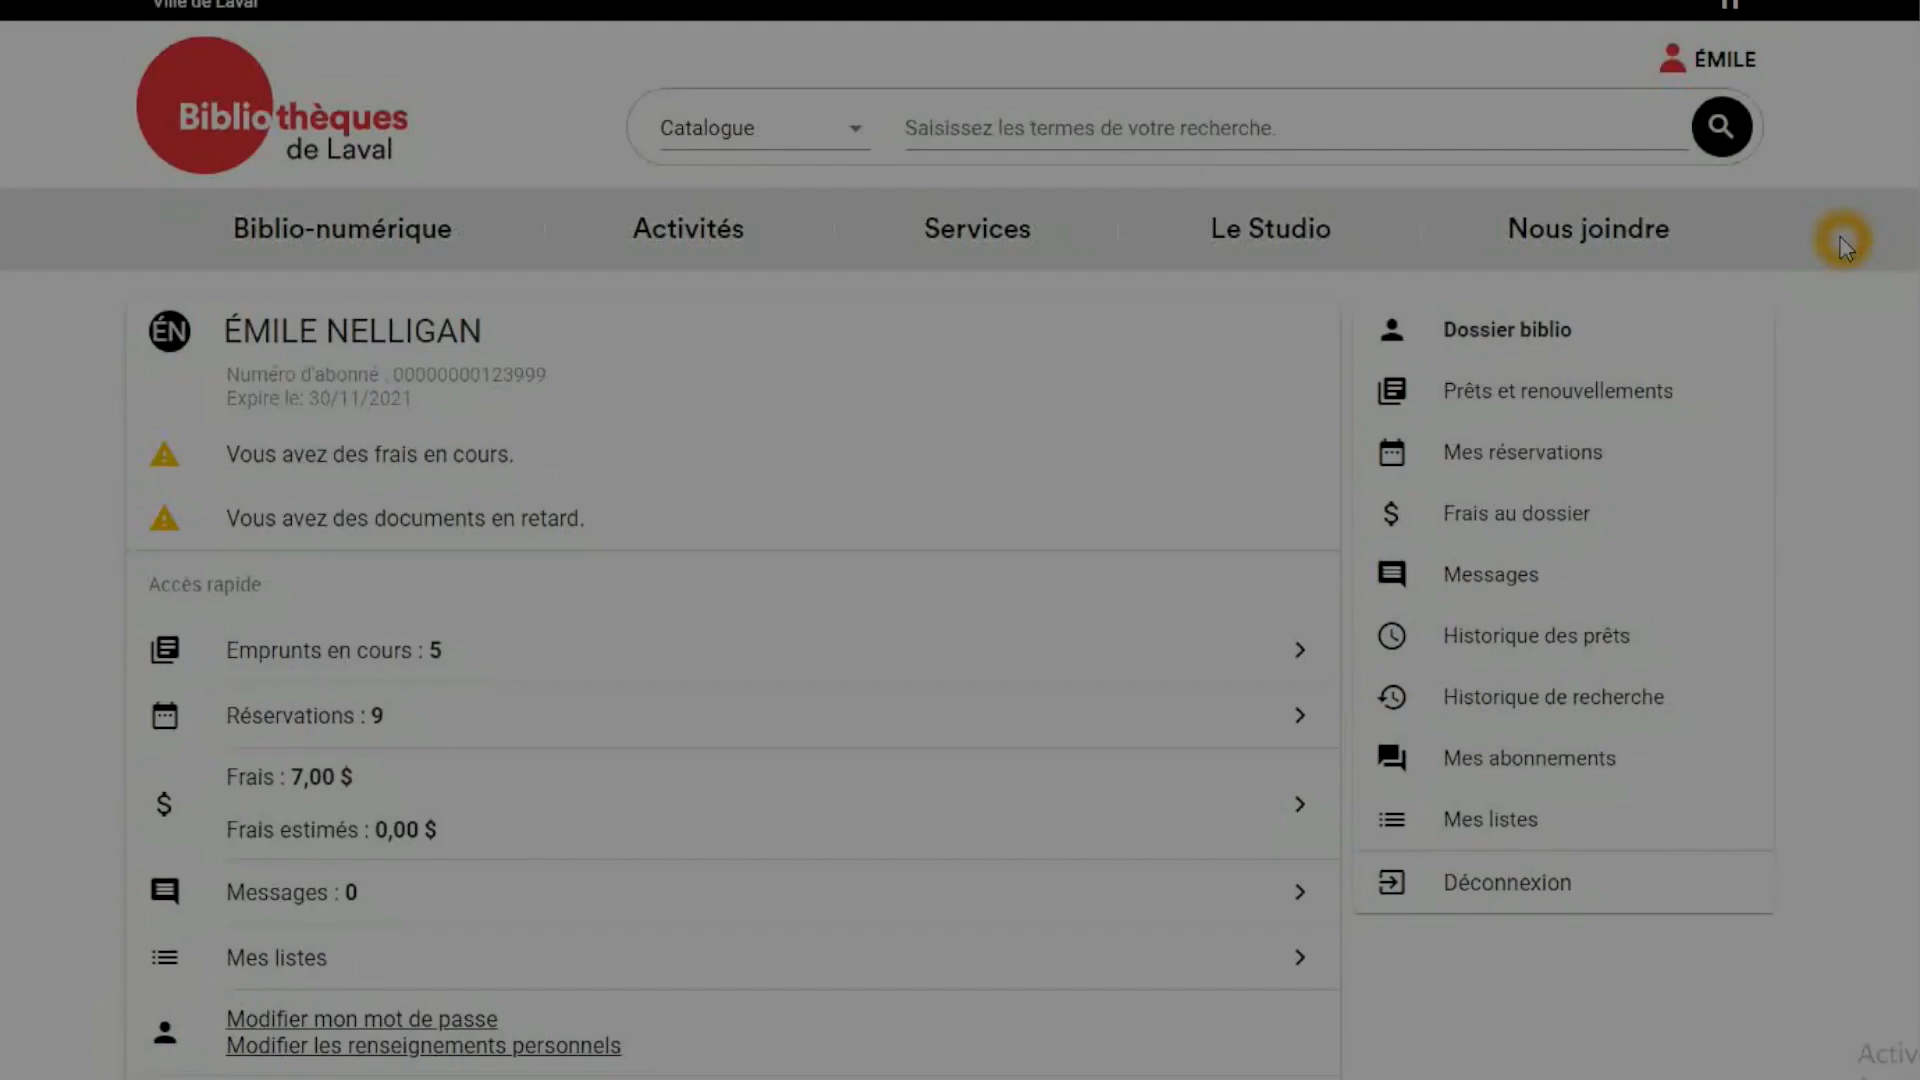 Ville de Laval
ÉMILE
Bibliothèques
de Laval
Catalogue
Saisissez les termes de votre recherche.
Biblio-numérique
Activités
Services
Le Studio
Nous joindre
ÉN
ÉMILE NELLIGAN
Numéro d'abonné : 00000000123999
Expire le: 30/11/2021
Vous avez des frais en cours.
Vous avez des documents en retard.
Accès rapide
Emprunts en cours : 5
Réservations : 9
Frais : 7,00 $
Frais estimés : 0,00 $
Messages : 0
Mes listes
Modifier mon mot de passe
Modifier les renseignements personnels
Dossier biblio
Prêts et renouvellements
Mes réservations
Frais au dossier
Messages
Historique des prêts
Historique de recherche
Mes abonnements
Mes listes
Déconnexion
Activ